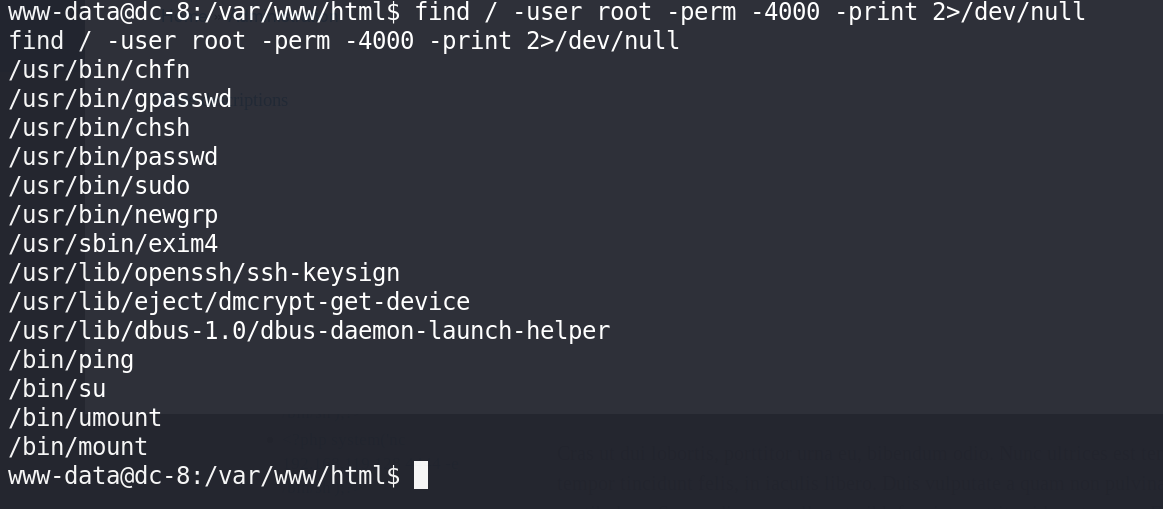 www-data@dc-8:/var/www/html$ find / -user root -perm -4000 -print 2>/dev/null
find / -user root -perm -4000 -print 2>/dev/null
/usr/bin/chfn
/usr/bin/gpasswd
/usr/bin/chsh
/usr/bin/passwd
/usr/bin/sudo
/usr/bin/newgrp
/usr/sbin/exim4
/usr/lib/openssh/ssh-keysign
/usr/lib/eject/dmcrypt-get-device
/usr/lib/dbus-1.0/dbus-daemon-launch-helper
/bin/ping
/bin/su
/bin/umount
/bin/mount
www-data@dc-8:/var/www/html$